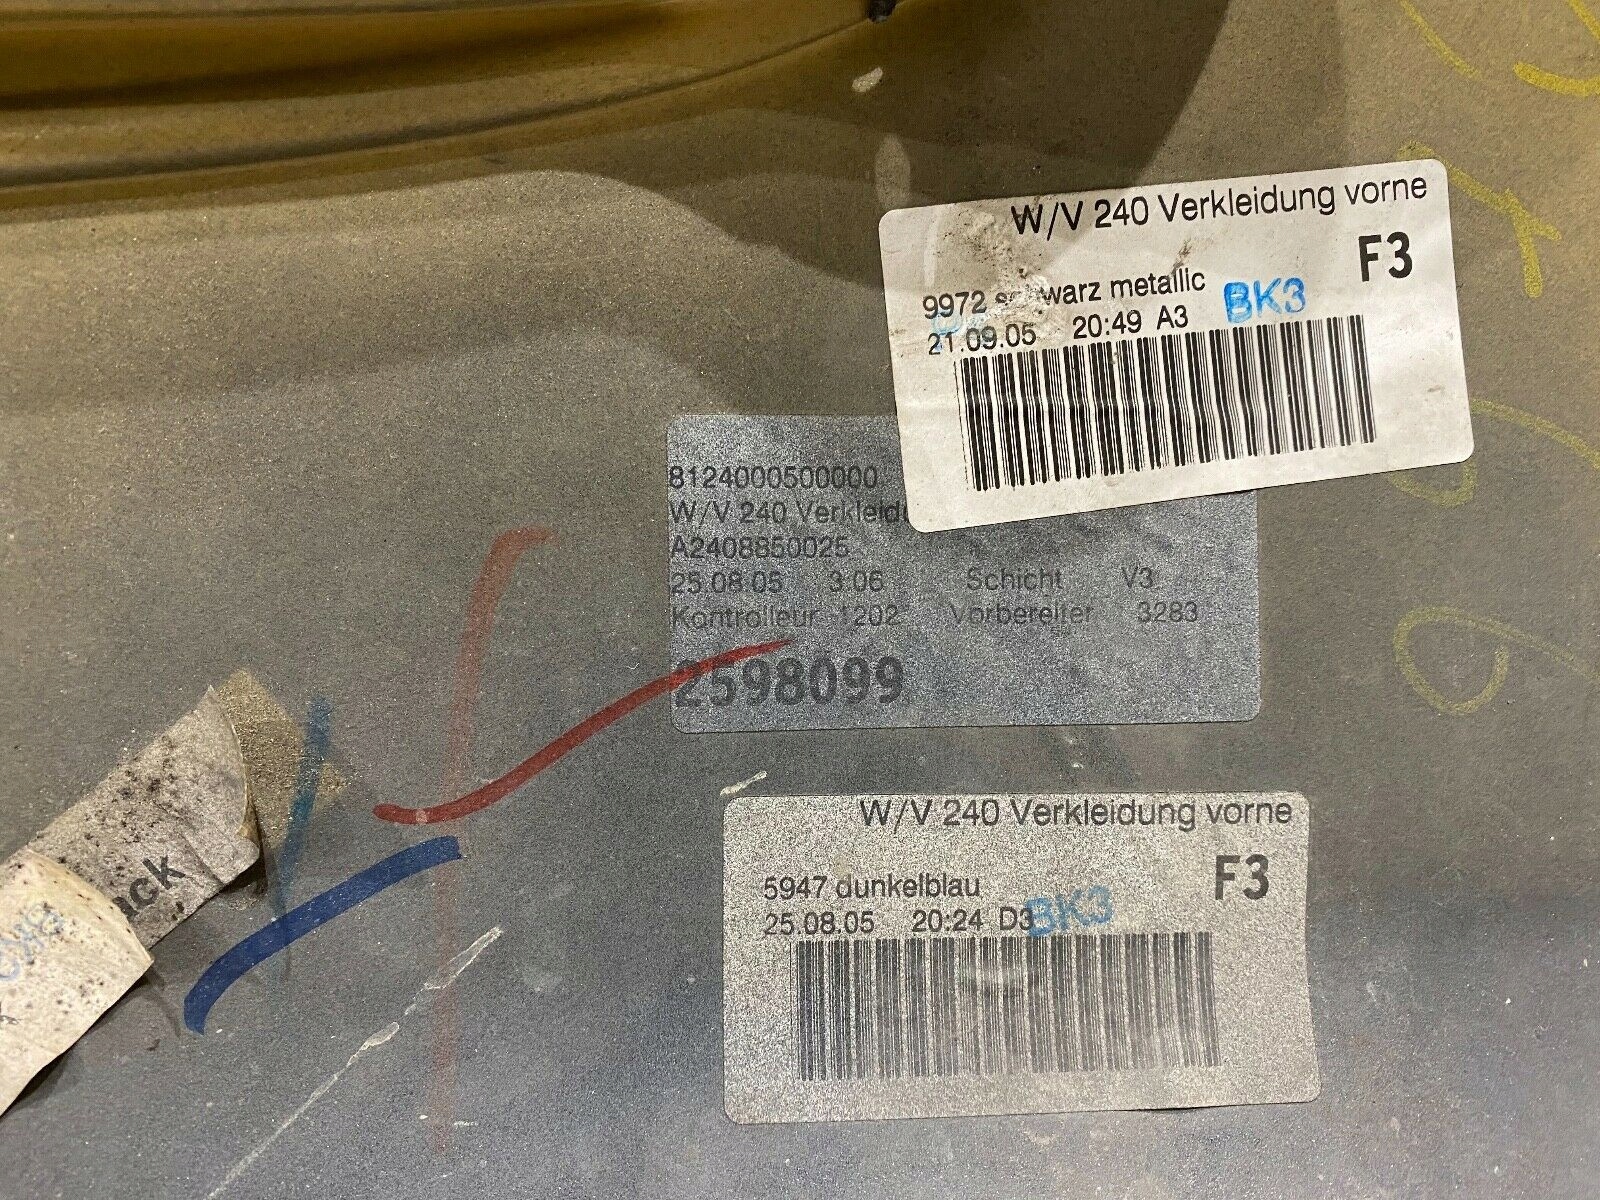 W/V 240 Verkleidung vorne
F3
9972 schwarz metallic
BK3
21.09.05 20:49 A3
8124000500000
W/V 240
A2408850025
25.08.05 3.06 Schicht V3
Kontrolleur 1202 Vorbereiter 3283
2598099
W/V 240 Verkleidung vorne
F3
5947 dunkelblau
25.08.05 20:24 D3 BK3